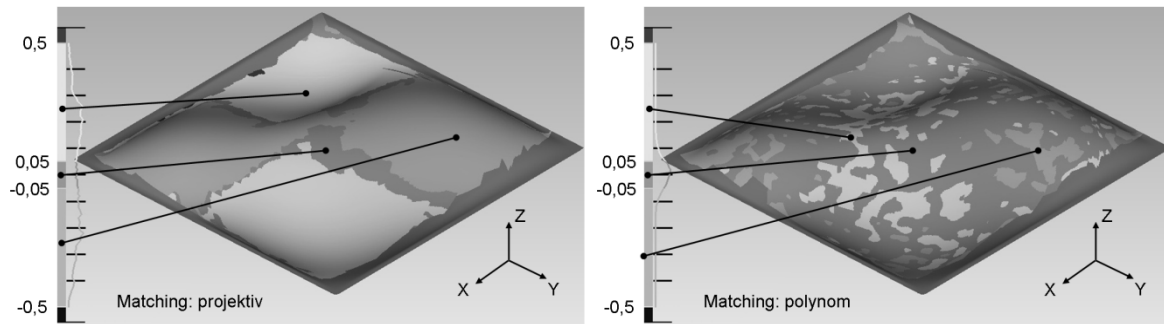 0,5
0,05
-0,05
-0,5
Matching: projektiv
Z
X
Y
0,5
0,05
-0,05
-0,5
Matching: polynom
Z
X
Y